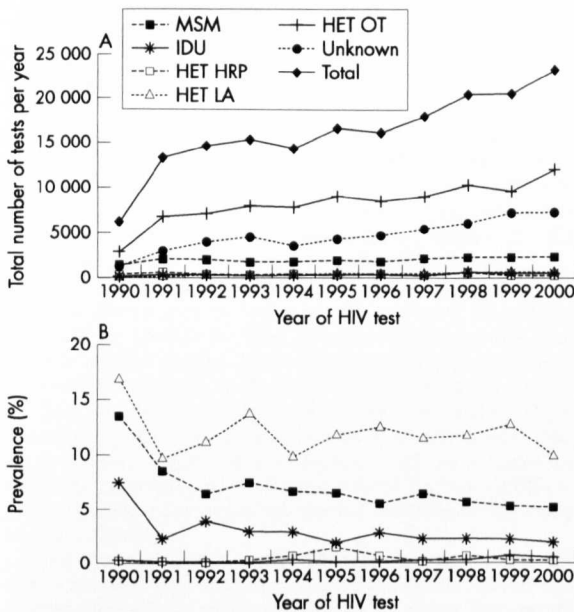 MSM
IDU
HET HRP
HET LA
HET OT
Unknown
Total
A
Total number of tests per year
25 000
20 000
15 000
10 000
5000
0
1990 1991 1992 1993 1994 1995 1996 1997 1998 1999 2000
Year of HIV test
B
Prevalence (%)
20
15
10
5
0
1990 1991 1992 1993 1994 1995 1996 1997 1998 1999 2000
Year of HIV test